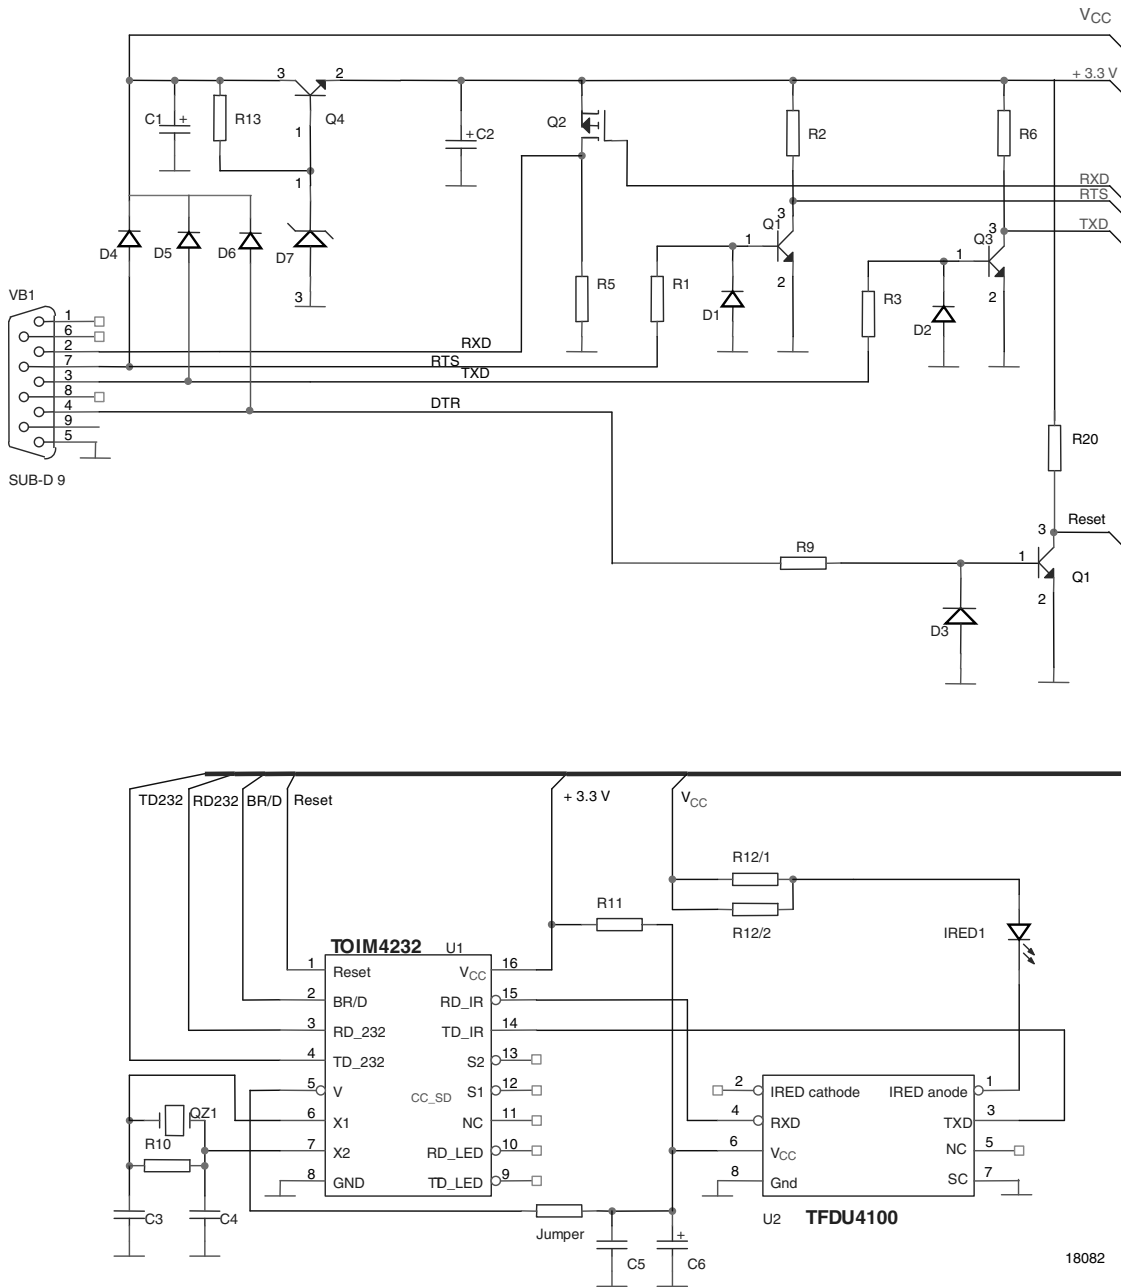 VCC
+ 3.3 V
3
2
C1
+
R13
1
Q4
+
C2
Q2
R2
R6
1
RXD
RTS
TXD
3
Q1
1
2
3
Q3
1
2
D4
D5
D6
D7
3
R5
R1
D1
R3
D2
VB1
1
6
2
7
3
8
4
9
5
RXD
RTS
TXD
DTR
SUB-D 9
R20
3
Reset
R9
1
Q1
2
D3
TD232
RD232
BR/D
Reset
+ 3.3 V
VCC
R12/1
R12/2
R11
IRED1
TOIM4232
U1
1
Reset
VCC
16
2
BR/D
RD_IR
15
3
RD_232
TD_IR
14
4
TD_232
S2
13
5
V
CC_SD
S1
12
6
X1
NC
11
7
X2
RD_LED
10
8
GND
TD_LED
9
QZ1
R10
C3
C4
Jumper
C5
+
C6
2
IRED cathode
IRED anode
1
4
RXD
TXD
3
6
VCC
NC
5
8
Gnd
SC
7
U2
TFDU4100
18082